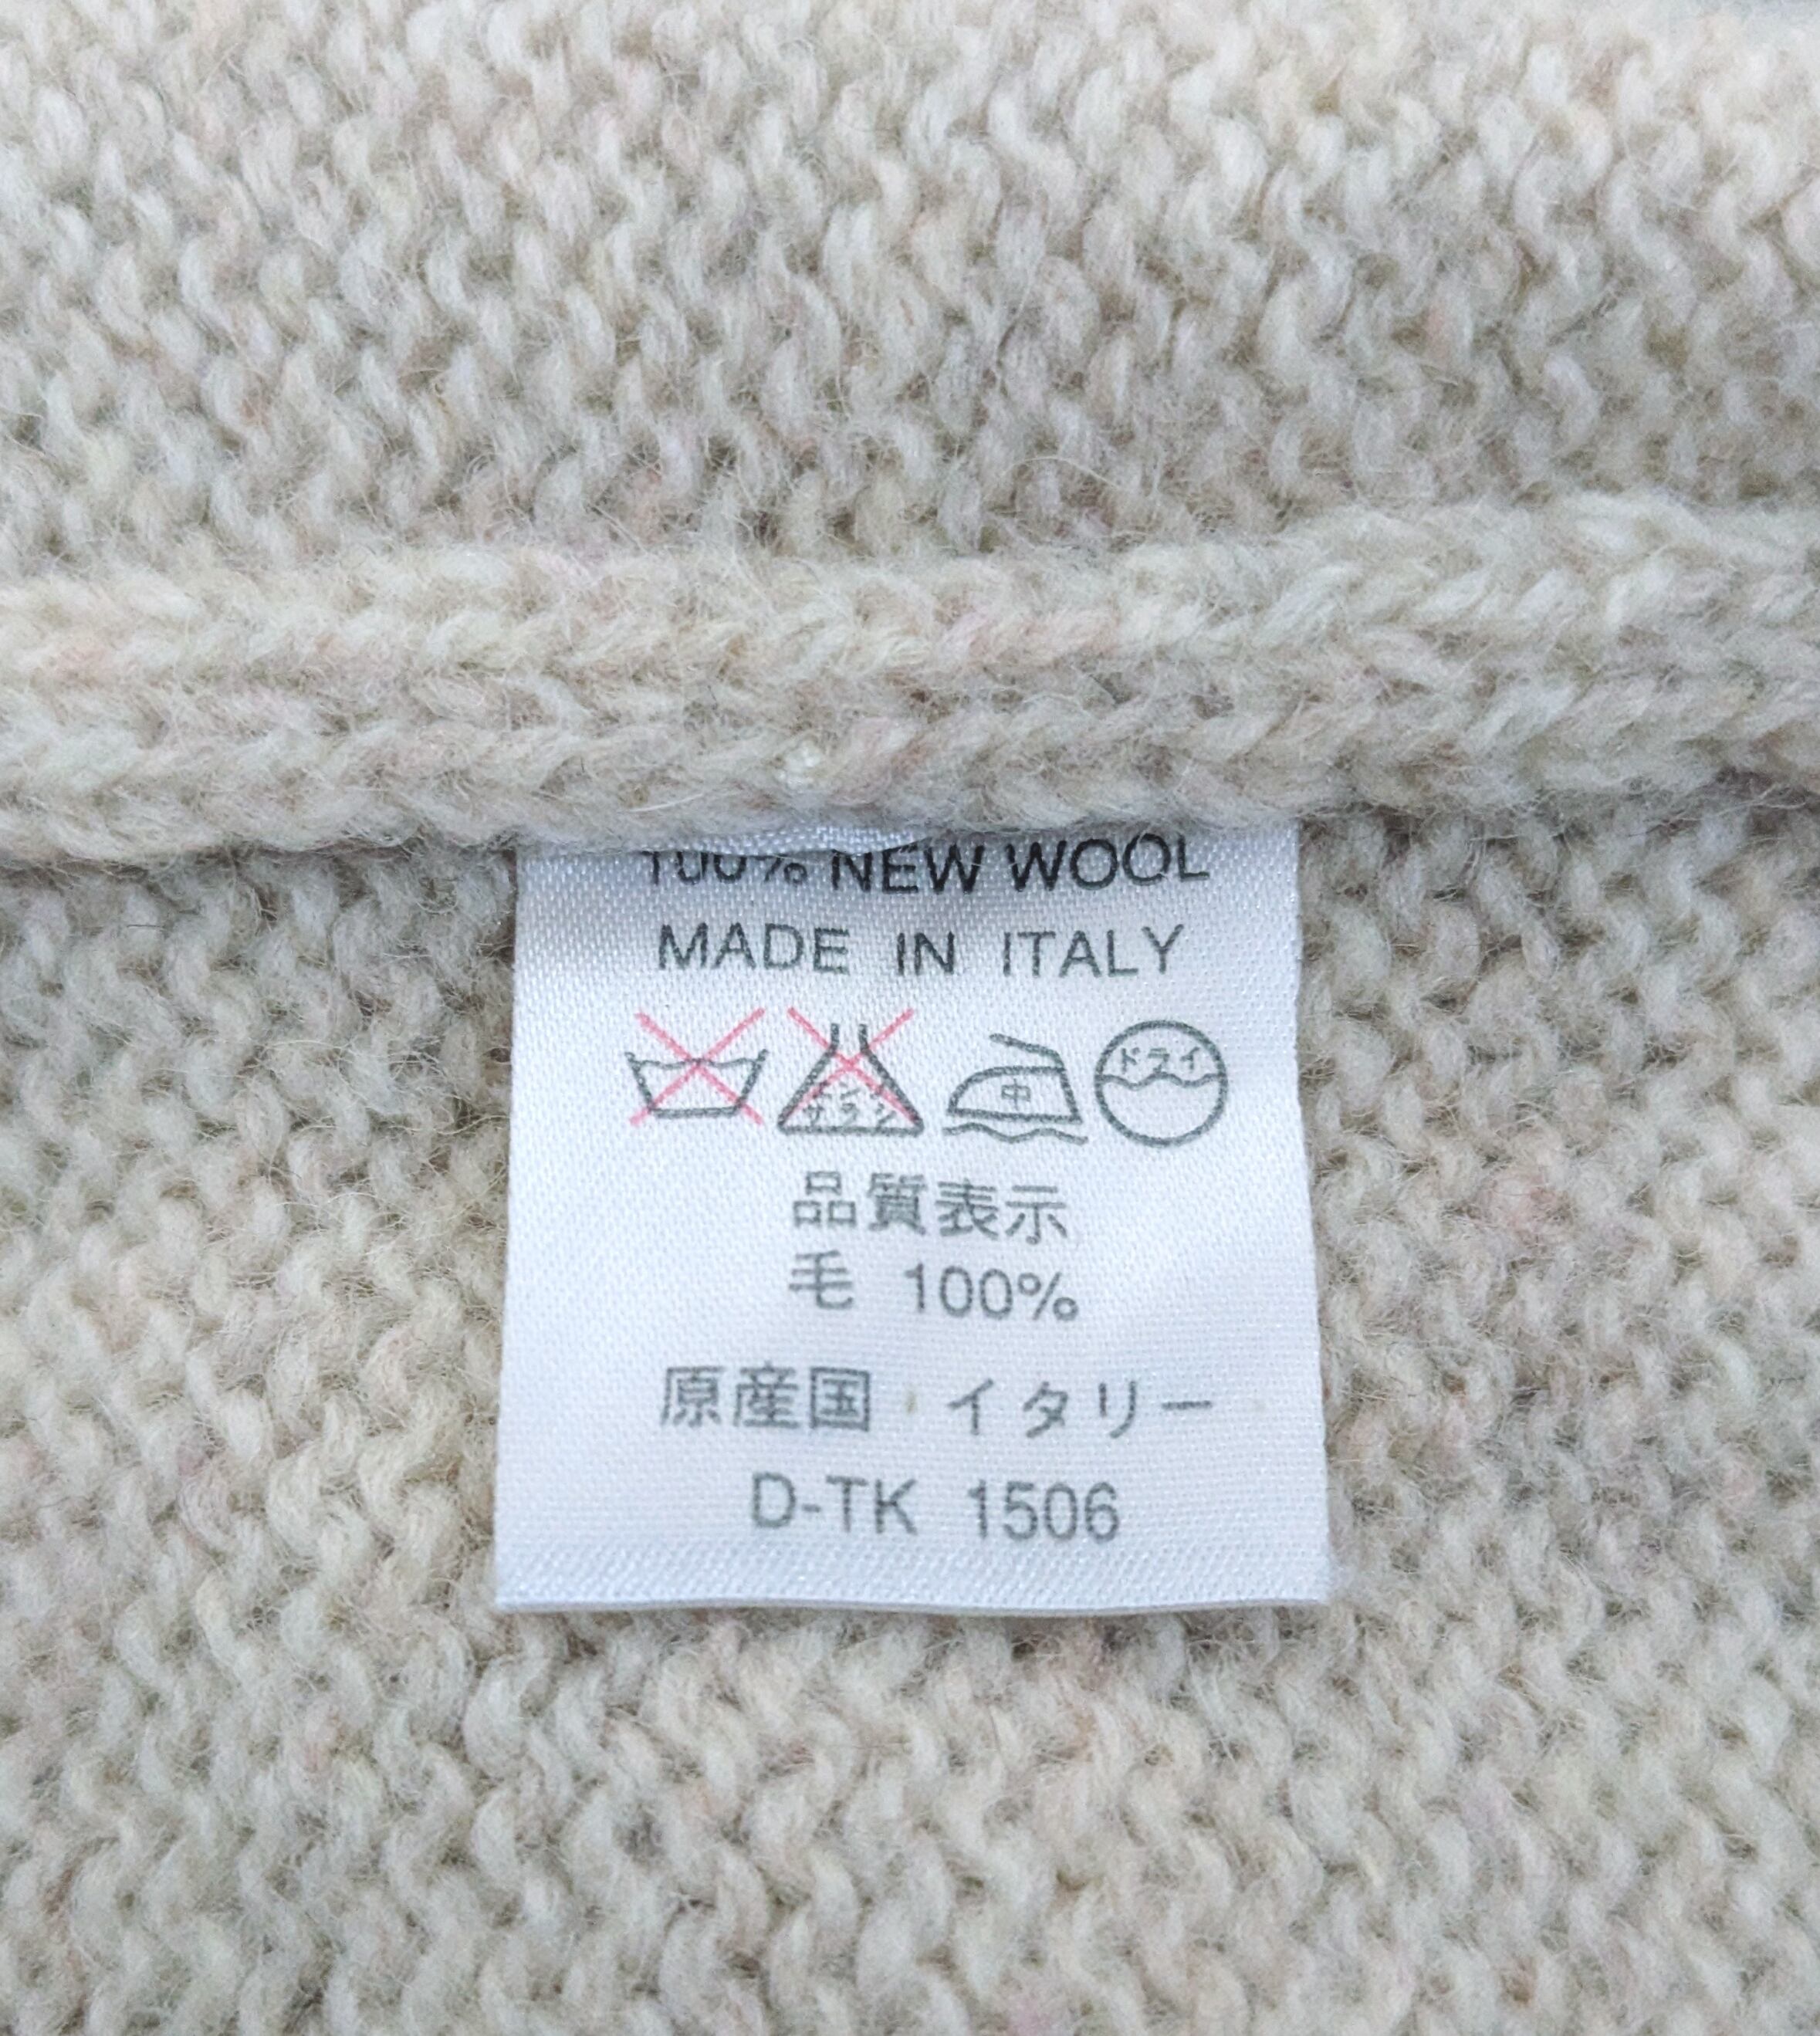 100% NEW WOOL
MADE IN ITALY
中 ドライ
品質表示
毛 100%
原産国・イタリー
D-TK 1506